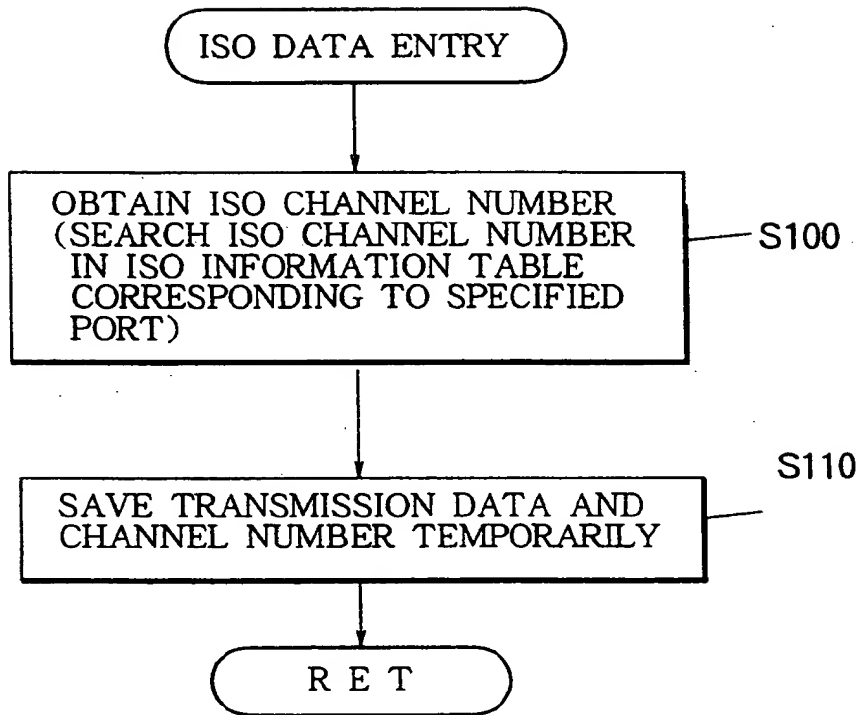 ISO DATA ENTRY
OBTAIN ISO CHANNEL NUMBER
(SEARCH ISO CHANNEL NUMBER
IN ISO INFORMATION TABLE
CORRESPONDING TO SPECIFIED
PORT)
S100
S110
SAVE TRANSMISSION DATA AND
CHANNEL NUMBER TEMPORARILY
R E T